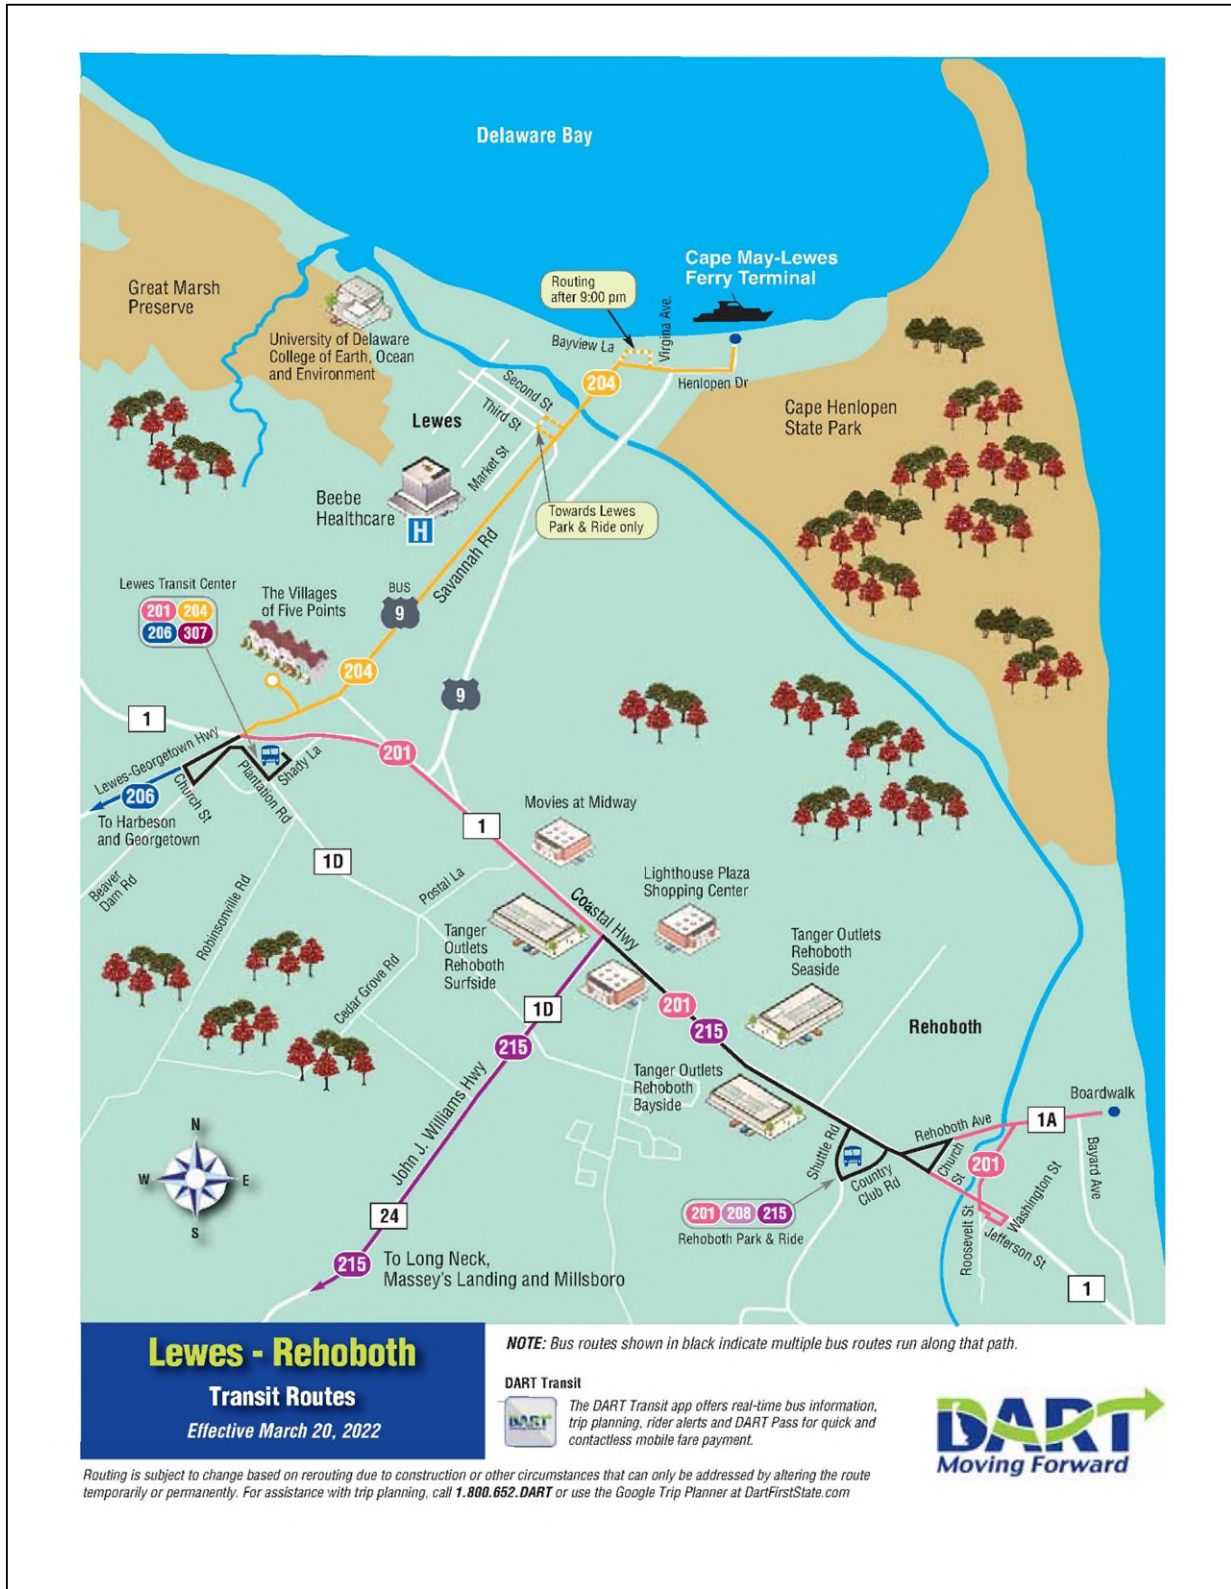 Delaware Bay
Cape May-Lewes
Ferry Terminal
Routing
after 9:00 pm
Great Marsh
Preserve
Virgina Ave.
Bayview La
University of Delaware
College of Earth, Ocean
and Environment
204
Henlopen Dr
Second St
Third St
Lewes
Cape Henlopen
State Park
Market St
Beebe
Healthcare
H
Towards Lewes
Park & Ride only
Savannah Rd
Lewes Transit Center
201 204
206 307
The Villages
of Five Points
BUS
9
204
9
1
201
Lewes-Georgetown Hwy
Shady La
Plantation Rd
Church St
206
To Harbeson
and Georgetown
Movies at Midway
1
1D
Beaver
Dam Rd
Postal La
Lighthouse Plaza
Shopping Center
Robinsonville Rd
Coastal Hwy
Tanger
Outlets
Rehoboth
Surfside
Tanger Outlets
Rehoboth
Seaside
Cedar Grove Rd
1D
201
215
Rehoboth
215
Tanger Outlets
Rehoboth
Bayside
Boardwalk
1A
Rehoboth Ave
John J. Williams Hwy
Shuttle Rd
Country
Club Rd
Church
St
201
Washington St
Bayard Ave
N
W E
S
24
201 208 215
Rehoboth Park & Ride
Roosevelt St
Jefferson St
215
To Long Neck,
Massey's Landing and Millsboro
1
Lewes - Rehoboth
Transit Routes
Effective March 20, 2022
NOTE: Bus routes shown in black indicate multiple bus routes run along that path.
DART Transit
DART
The DART Transit app offers real-time bus information,
trip planning, rider alerts and DART Pass for quick and
contactless mobile fare payment.
DART
Moving Forward
Routing is subject to change based on rerouting due to construction or other circumstances that can only be addressed by altering the route
temporarily or permanently. For assistance with trip planning, call 1.800.652.DART or use the Google Trip Planner at DartFirstState.com